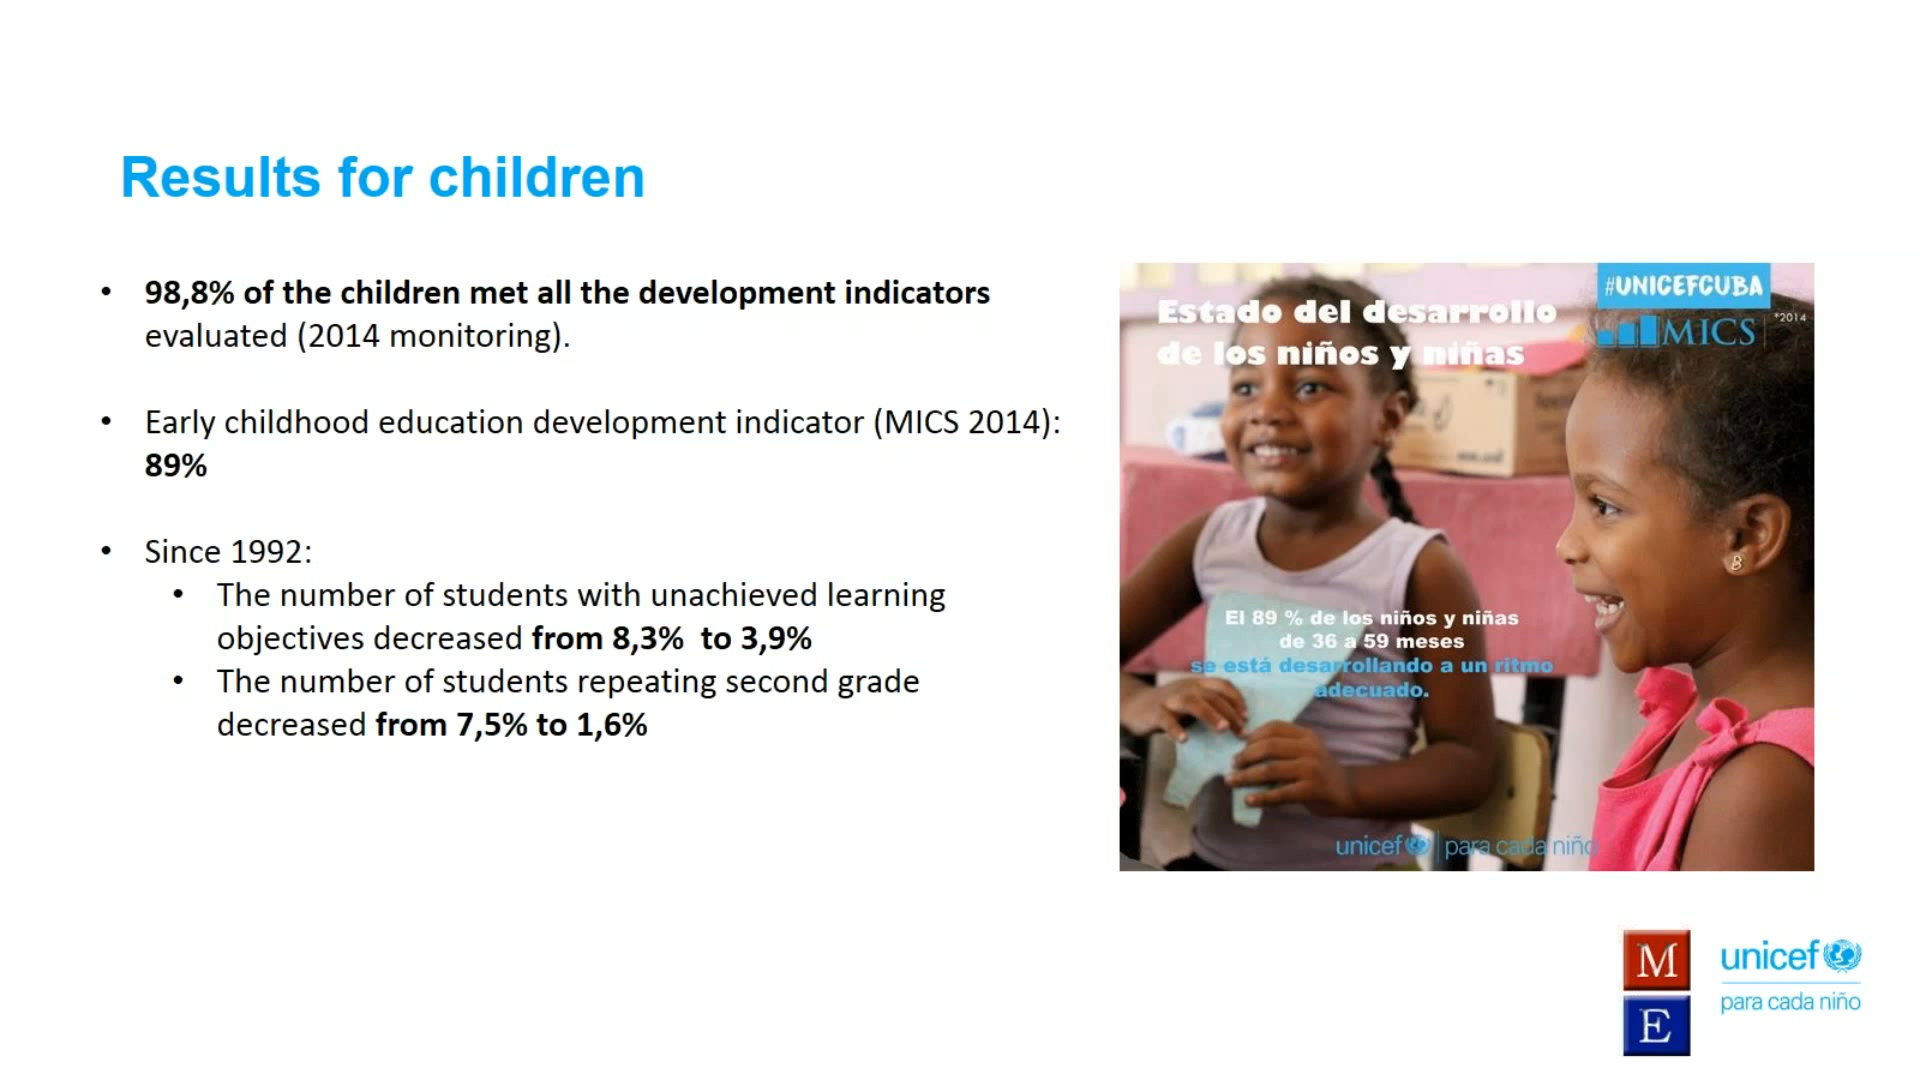 Results for children
• 98,8% of the children met all the development indicators
evaluated (2014 monitoring).
• Early childhood education development indicator (MICS 2014):
89%
• Since 1992:
• The number of students with unachieved learning
objectives decreased from 8,3%  to 3,9%
• The number of students repeating second grade
decreased from 7,5% to 1,6%
#UNICEFCUBA
MICS *2014
Estado del desarrollo
de los niños y niñas
El 89 % de los niños y niñas
de 36 a 59 meses
se está desarrollando a un ritmo
adecuado.
unicef | para cada niño
M
E
unicef
para cada niño